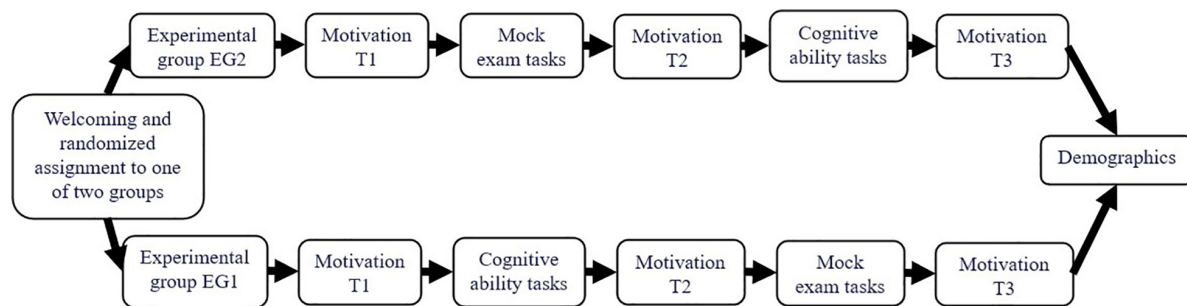 Experimental
group EG2
Motivation
T1
Mock
exam tasks
Motivation
T2
Cognitive
ability tasks
Motivation
T3
Welcoming and
randomized
assignment to one
of two groups
Demographics
Experimental
group EG1
Motivation
T1
Cognitive
ability tasks
Motivation
T2
Mock
exam tasks
Motivation
T3